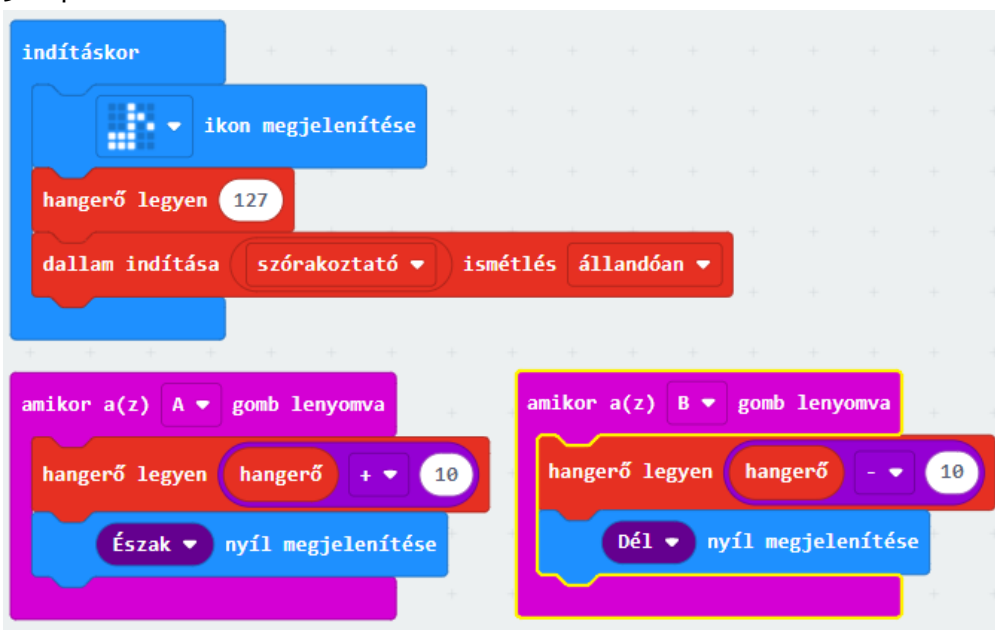 indításkor
ikon megjelenítése
hangerő legyen 127
dallam indítása szórakoztató ismétlés állandóan
amikor a(z) A gomb lenyomva
hangerő legyen hangerő + 10
Észak nyíl megjelenítése
amikor a(z) B gomb lenyomva
hangerő legyen hangerő - 10
Dél nyíl megjelenítése